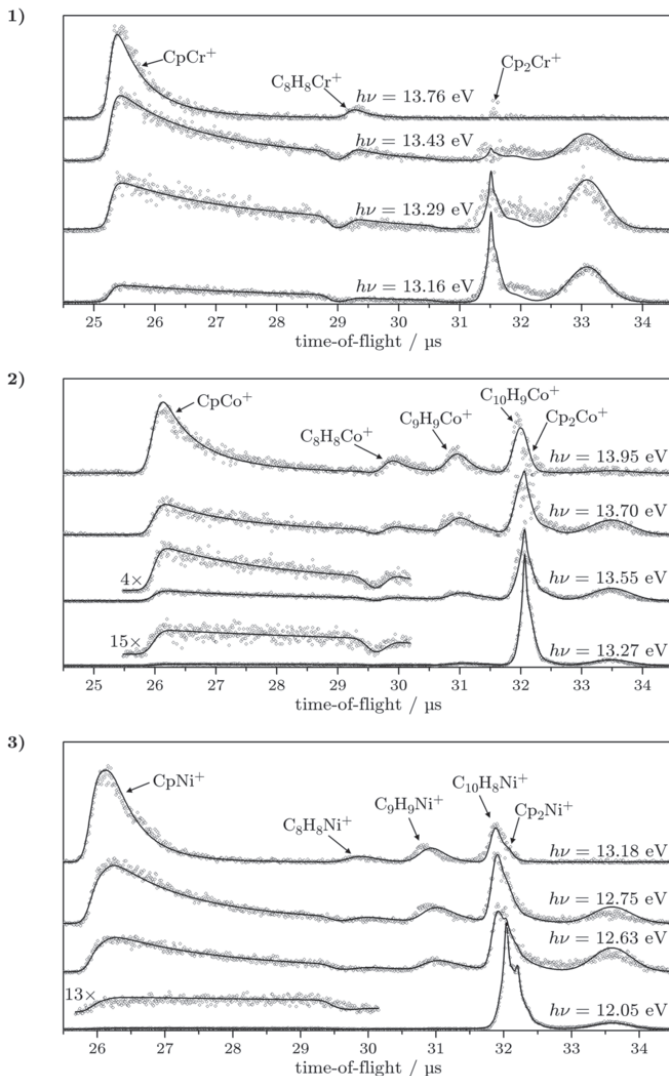 1)
CpCr⁺
C₈H₈Cr⁺
Cp₂Cr⁺
hν = 13.76 eV
hν = 13.43 eV
hν = 13.29 eV
hν = 13.16 eV
25 26 27 28 29 30 31 32 33 34
time-of-flight / µs
2)
CpCo⁺
C₈H₈Co⁺
C₉H₉Co⁺
C₁₀H₉Co⁺
Cp₂Co⁺
hν = 13.95 eV
hν = 13.70 eV
4×
hν = 13.55 eV
15×
hν = 13.27 eV
25 26 27 28 29 30 31 32 33 34
time-of-flight / µs
3)
CpNi⁺
C₈H₈Ni⁺
C₉H₉Ni⁺
C₁₀H₈Ni⁺
Cp₂Ni⁺
hν = 13.18 eV
hν = 12.75 eV
hν = 12.63 eV
13×
hν = 12.05 eV
26 27 28 29 30 31 32 33 34
time-of-flight / µs